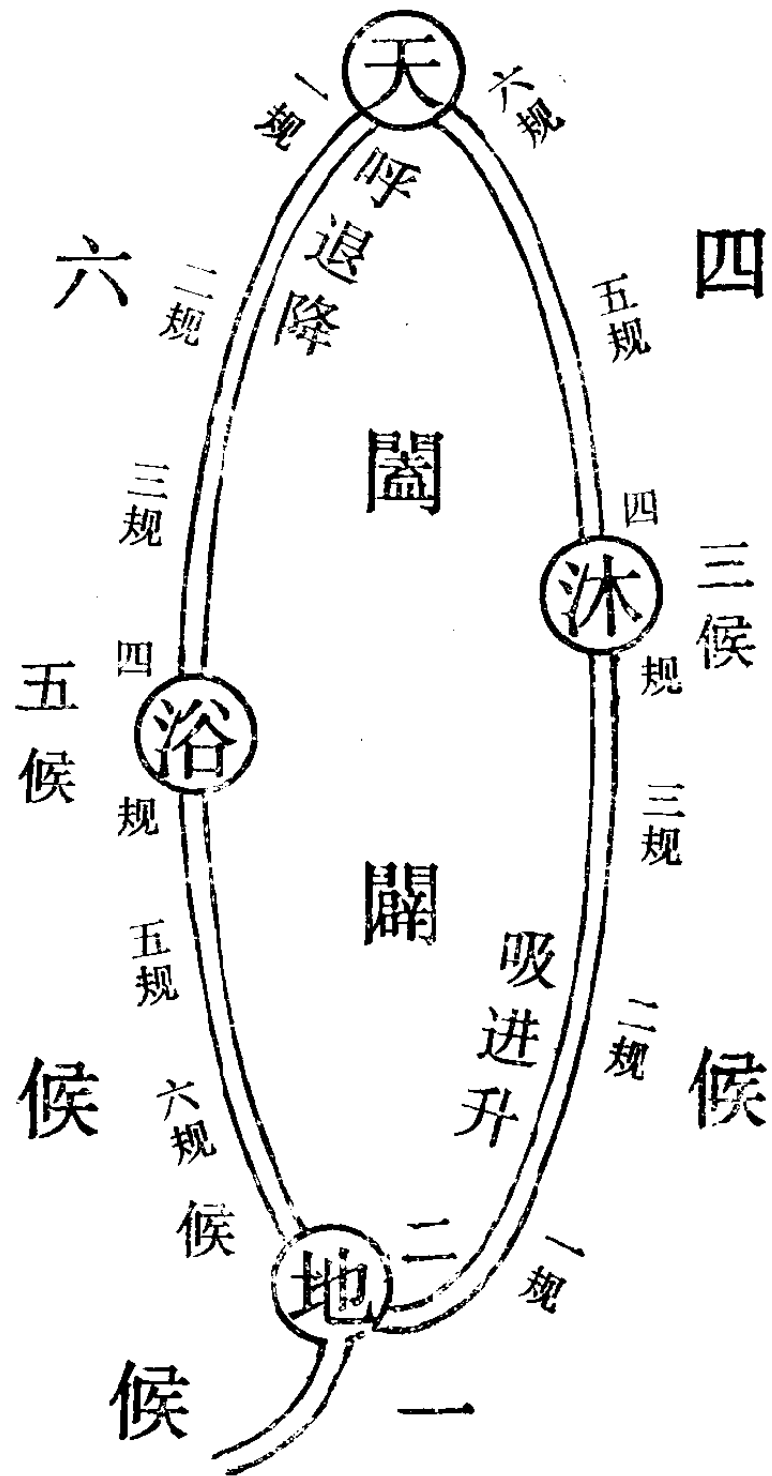 天
六规
一规
呼退降
六
二规
四
五规
闔
三规
四
沐
三候
规
四
浴
五候
规
三规
闢
五规
吸进升
二规
候
候
六规
候
地
二
一规
候
一